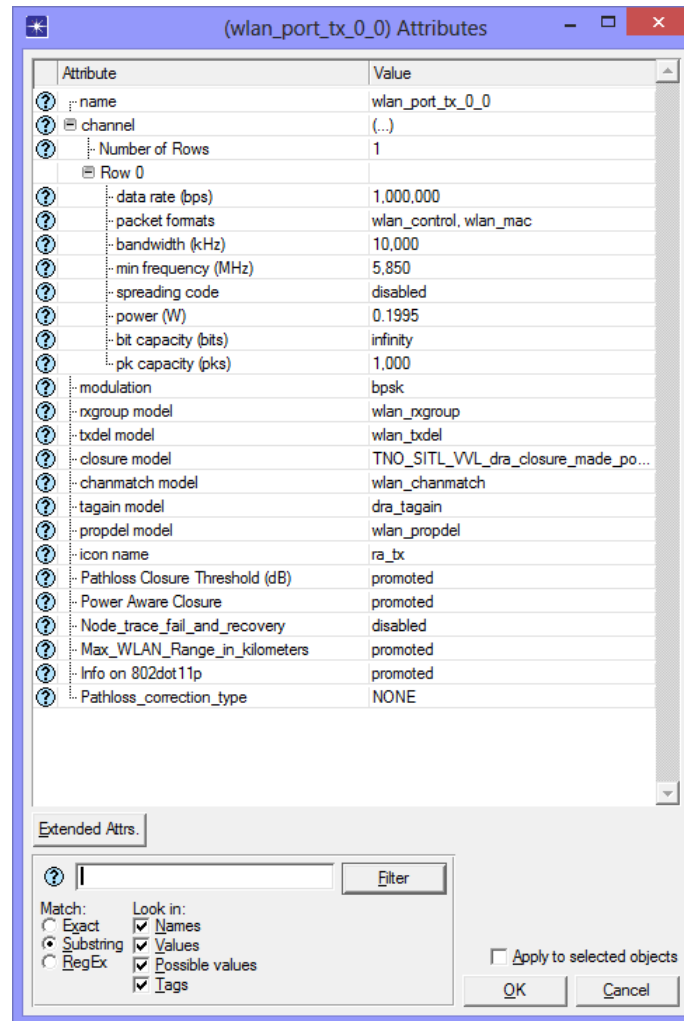 (wlan_port_tx_0_0) Attributes
Attribute Value
name wlan_port_tx_0_0
channel (...)
Number of Rows 1
Row 0
data rate (bps) 1,000,000
packet formats wlan_control, wlan_mac
bandwidth (kHz) 10,000
min frequency (MHz) 5,850
spreading code disabled
power (W) 0.1995
bit capacity (bits) infinity
pk capacity (pks) 1,000
modulation bpsk
rxgroup model wlan_rxgroup
txdel model wlan_txdel
closure model TNO_SITL_VVL_dra_closure_made_po...
chanmatch model wlan_chanmatch
tagain model dra_tagain
propdel model wlan_propdel
icon name ra_tx
Pathloss Closure Threshold (dB) promoted
Power Aware Closure promoted
Node_trace_fail_and_recovery disabled
Max_WLAN_Range_in_kilometers promoted
Info on 802dot11p promoted
Pathloss_correction_type NONE
Extended Attrs.
Filter
Match: Look in:
Exact Names
Substring Values
RegEx Possible values
Tags
Apply to selected objects
OK Cancel